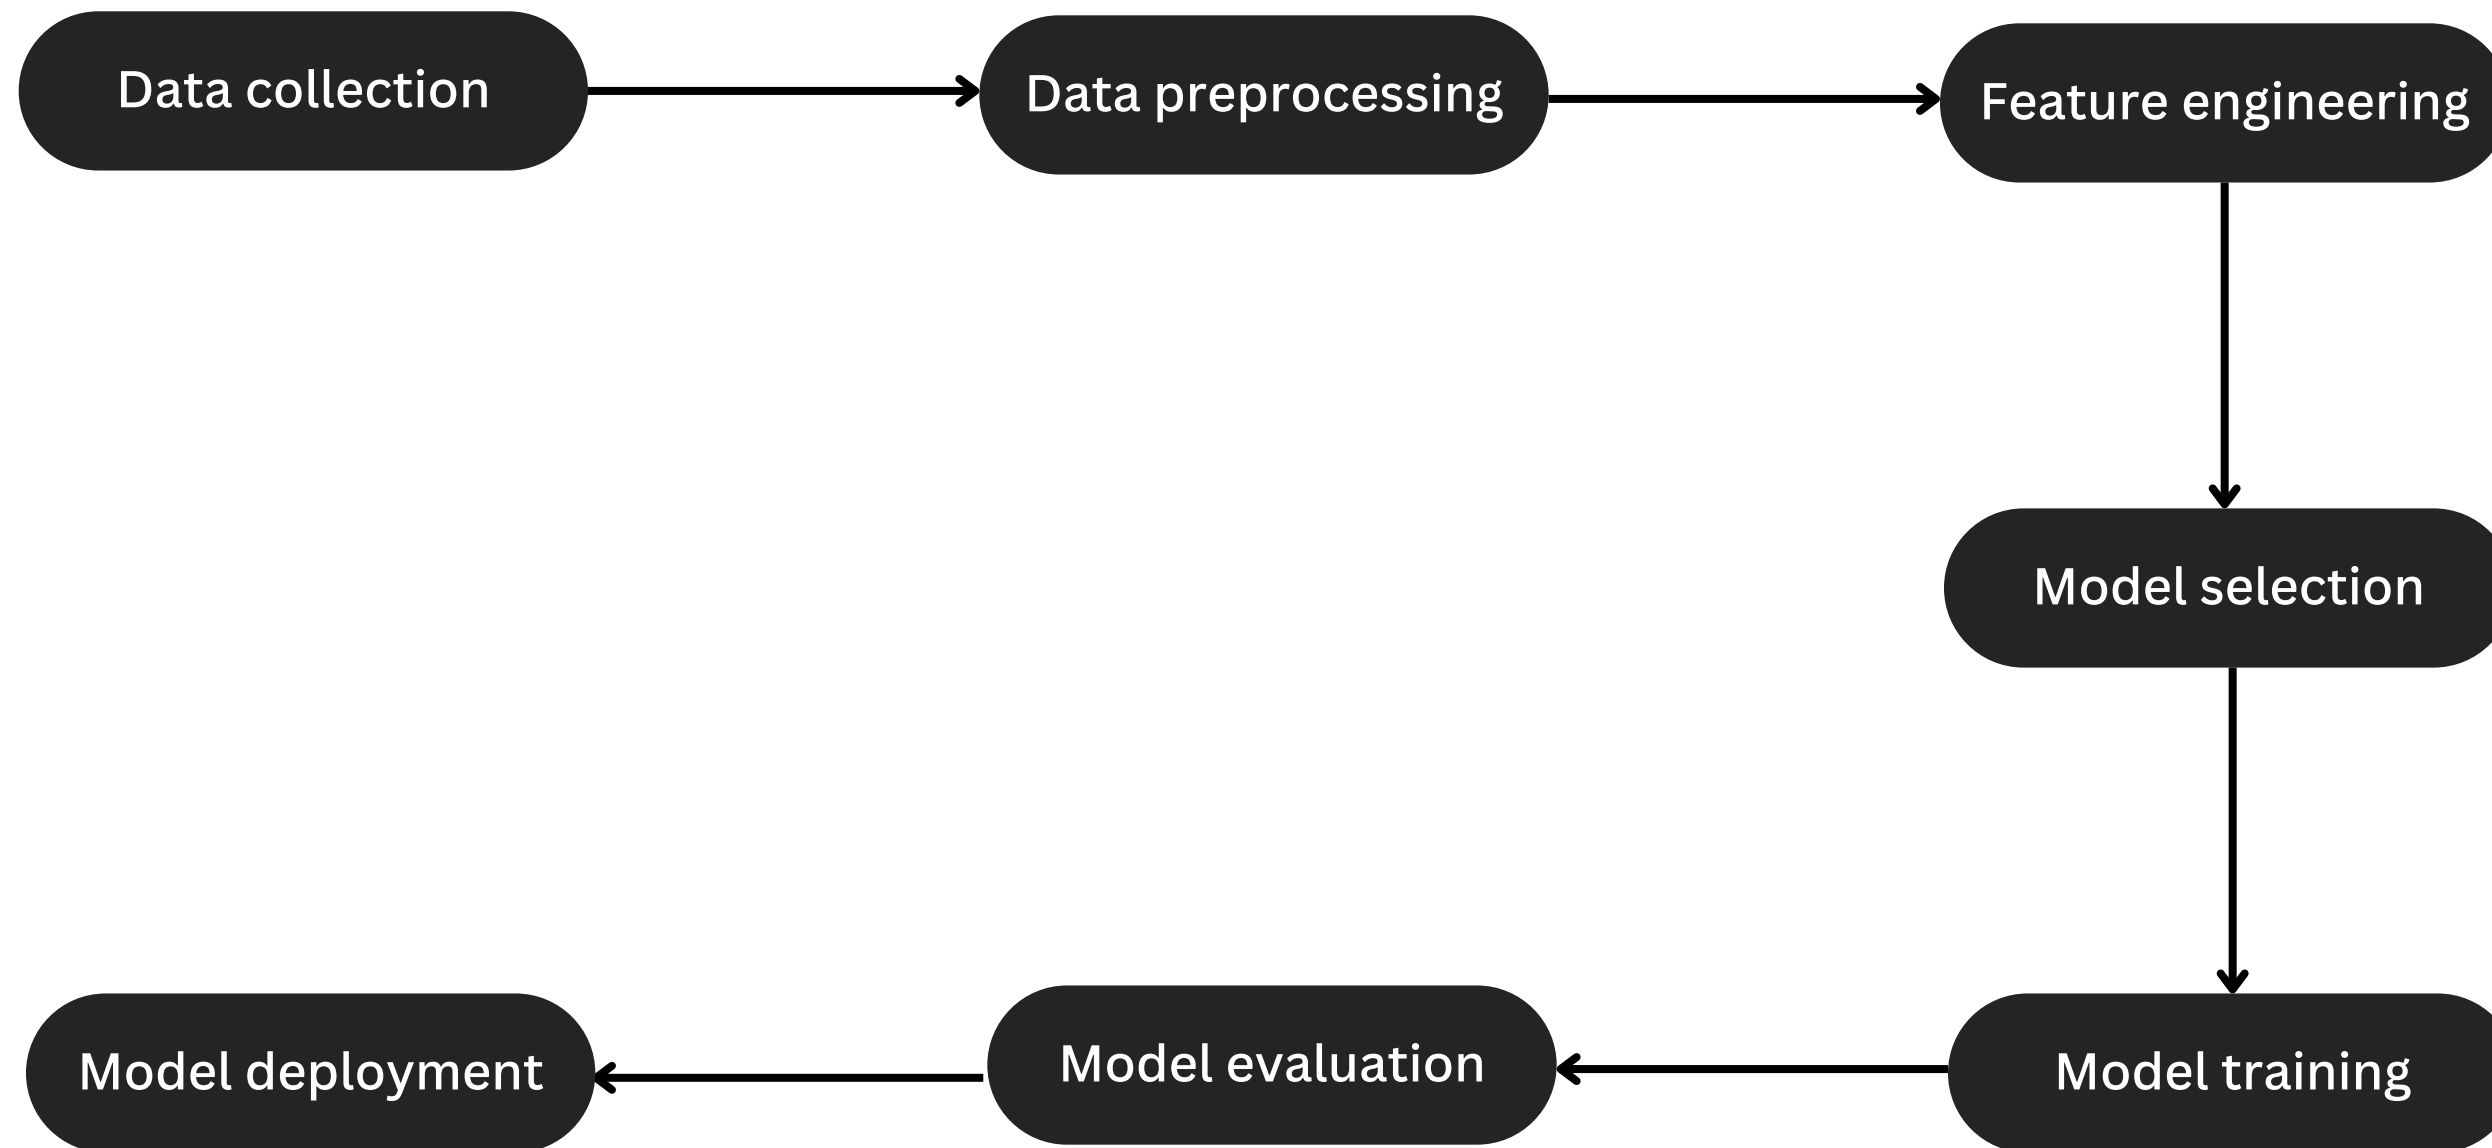 Data collection
Data preprocessing
Feature engineering
Model selection
Model training
Model evaluation
Model deployment